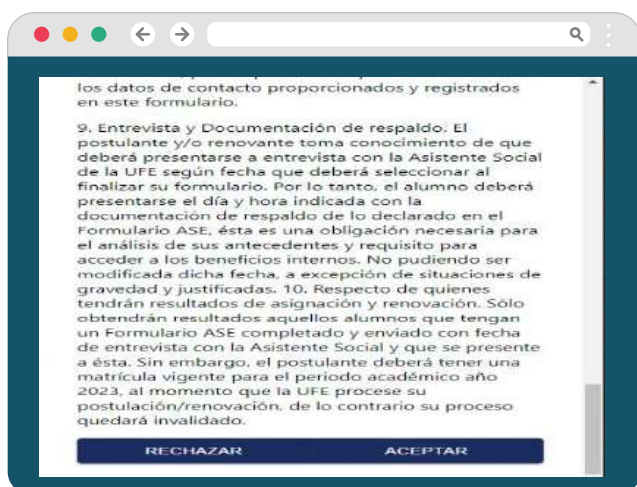 los datos de contacto proporcionados y registrados
en este formulario.
9. Entrevista y Documentación de respaldo. El
postulante y/o renovante toma conocimiento de que
deberá presentarse a entrevista con la Asistente Social
de la UFE según fecha que deberá seleccionar al
finalizar su formulario. Por lo tanto, el alumno deberá
presentarse el día y hora indicada con la
documentación de respaldo de lo declarado en el
Formulario ASE, ésta es una obligación necesaria para
el análisis de sus antecedentes y requisito para
acceder a los beneficios internos. No pudiendo ser
modificada dicha fecha, a excepción de situaciones de
gravedad y justificadas. 10. Respecto de quienes
tendrán resultados de asignación y renovación. Sólo
obtendrán resultados aquellos alumnos que tengan
un Formulario ASE completado y enviado con fecha
de entrevista con la Asistente Social y que se presente
a ésta. Sin embargo, el postulante deberá tener una
matrícula vigente para el periodo académico año
2023, al momento que la UFE procese su
postulación/renovación, de lo contrario su proceso
quedará invalidado.
RECHAZAR ACEPTAR